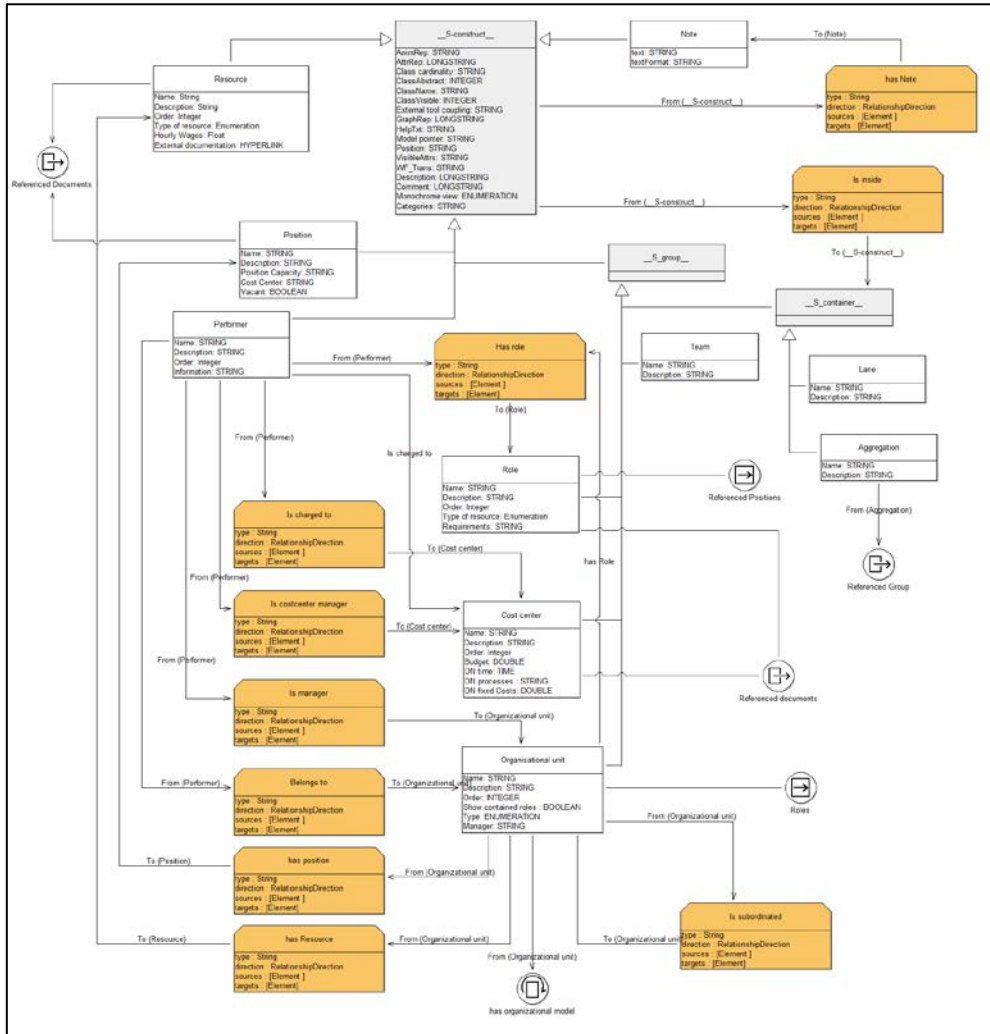 __S-construct__
AnimRep: STRING
AttrRep: LONGSTRING
Class cardinality: STRING
ClassAbstract: INTEGER
ClassName: STRING
ClassVisible: INTEGER
External tool coupling: STRING
GraphRep: LONGSTRING
HelpTxt: STRING
Model pointer: STRING
Position: STRING
VisibleAttrs: STRING
WF_Trans: STRING
Description: LONGSTRING
Comment: LONGSTRING
Monochrome view: ENUMERATION
Categories: STRING
Note
text: STRING
textFormat: STRING
To (Note)
has Note
type : String
direction : RelationshipDirection
sources : [Element ]
targets : [Element]
From (__S-construct__)
Resource
Name: String
Description: String
Order: Integer
Type of resource: Enumeration
Hourly Wages: Float
External documentation: HYPERLINK
Referenced Documents
Is inside
type : String
direction : RelationshipDirection
sources : [Element ]
targets : [Element]
From (__S-construct__)
To (__S-construct__)
Position
Name: STRING
Description: STRING
Position Capacity: STRING
Cost Center: STRING
Vacant: BOOLEAN
__S_group__
__S_container__
Performer
Name: STRING
Description: STRING
Order: Integer
Information: STRING
From (Performer)
Has role
type : String
direction : RelationshipDirection
sources : [Element ]
targets : [Element]
To (Role)
Team
Name: STRING
Description: STRING
Lane
Name: STRING
Description: STRING
From (Performer)
Is charged to
Role
Name: STRING
Description: STRING
Order: Integer
Type of resource: Enumeration
Requirements: STRING
Referenced Positions
Aggregation
Name: STRING
Description: STRING
From (Aggregation)
Referenced Group
Is charged to
type : String
direction : RelationshipDirection
sources : [Element ]
targets : [Element]
To (Cost center)
has Role
From (Performer)
Is costcenter manager
type : String
direction : RelationshipDirection
sources : [Element ]
targets : [Element]
To (Cost center)
Cost center
Name: STRING
Description: STRING
Order: Integer
Budget: DOUBLE
ON time: TIME
ON processes : STRING
ON fixed Costs: DOUBLE
Referenced documents
From (Performer)
Is manager
type : String
direction : RelationshipDirection
sources : [Element ]
targets : [Element]
To (Organizational unit)
Organisational unit
Name: STRING
Description: STRING
Order: INTEGER
Show contained roles : BOOLEAN
Type: ENUMERATION
Manager: STRING
Roles
From (Performer)
Belongs to
type : String
direction : RelationshipDirection
sources : [Element ]
targets : [Element]
To (Organizational unit)
From (Organizational unit)
To (Position)
has position
type : String
direction : RelationshipDirection
sources : [Element ]
targets : [Element]
From (Organizational unit)
Is subordinated
type : String
direction : RelationshipDirection
sources : [Element ]
targets : [Element]
To (Organizational unit)
To (Resource)
has Resource
type : String
direction : RelationshipDirection
sources : [Element ]
targets : [Element]
From (Organizational unit)
From (Organizational unit)
has organizational model